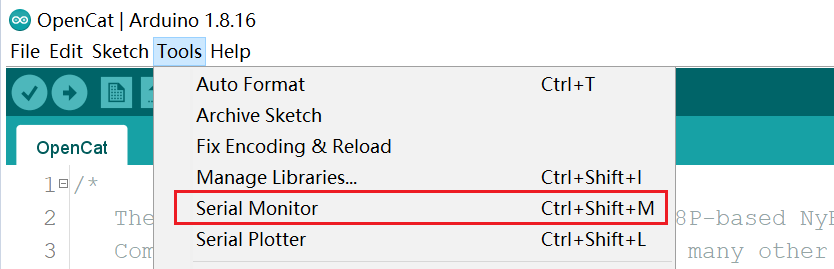 OpenCat | Arduino 1.8.16
File Edit Sketch Tools Help
Auto Format Ctrl+T
Archive Sketch
Fix Encoding & Reload
OpenCat
Manage Libraries... Ctrl+Shift+I
1 /*
Serial Monitor Ctrl+Shift+M
2 The 8P-based
Serial Plotter Ctrl+Shift+L
3 many other